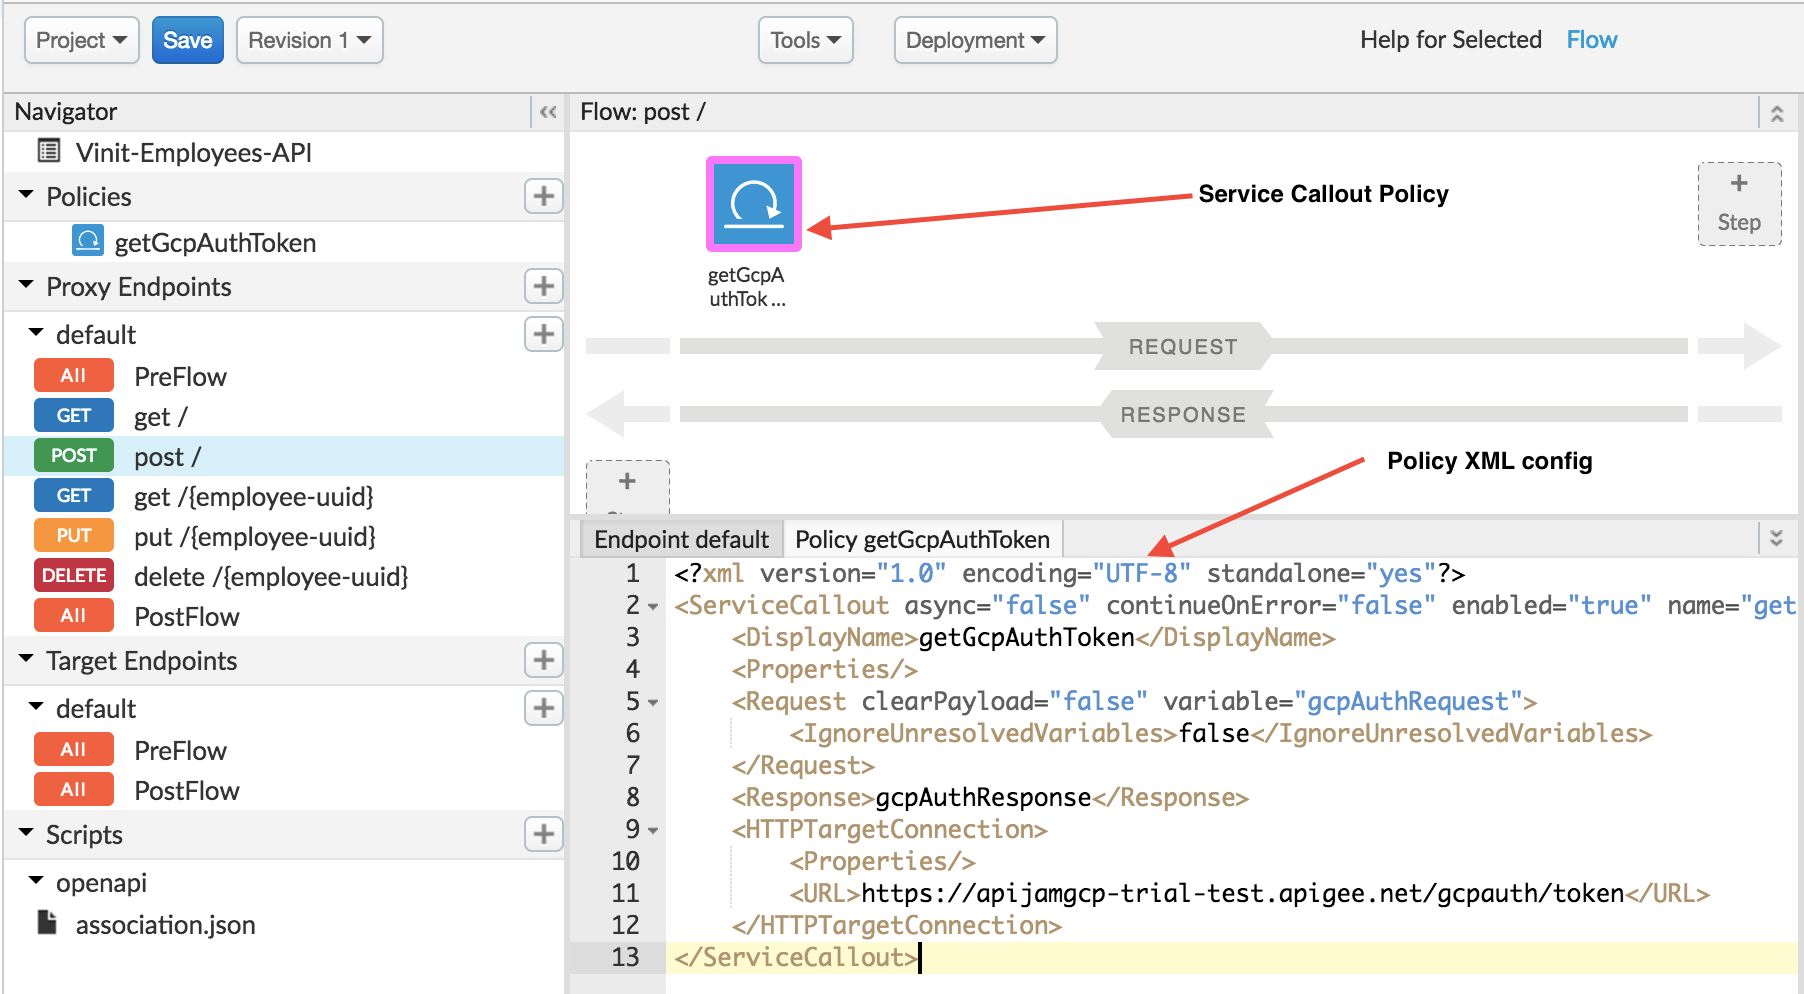 Project
Save
Revision 1
Tools
Deployment
Help for Selected
Flow
Navigator
Vinit-Employees-API
Policies
getGcpAuthToken
Proxy Endpoints
default
All PreFlow
GET get /
POST post /
GET get /{employee-uuid}
PUT put /{employee-uuid}
DELETE delete /{employee-uuid}
All PostFlow
Target Endpoints
default
All PreFlow
All PostFlow
Scripts
openapi
association.json
Flow: post /
getGcpA
uthTok ...
Service Callout Policy
+
Step
REQUEST
RESPONSE
+
Policy XML config
Endpoint default
Policy getGcpAuthToken
1 <?xml version="1.0" encoding="UTF-8" standalone="yes"?>
2 <ServiceCallout async="false" continueOnError="false" enabled="true" name="get
3 <DisplayName>getGcpAuthToken</DisplayName>
4 <Properties/>
5 <Request clearPayload="false" variable="gcpAuthRequest">
6 <IgnoreUnresolvedVariables>false</IgnoreUnresolvedVariables>
7 </Request>
8 <Response>gcpAuthResponse</Response>
9 <HTTPTargetConnection>
10 <Properties/>
11 <URL>https://apijamgcp-trial-test.apigee.net/gcpauth/token</URL>
12 </HTTPTargetConnection>
13 </ServiceCallout>